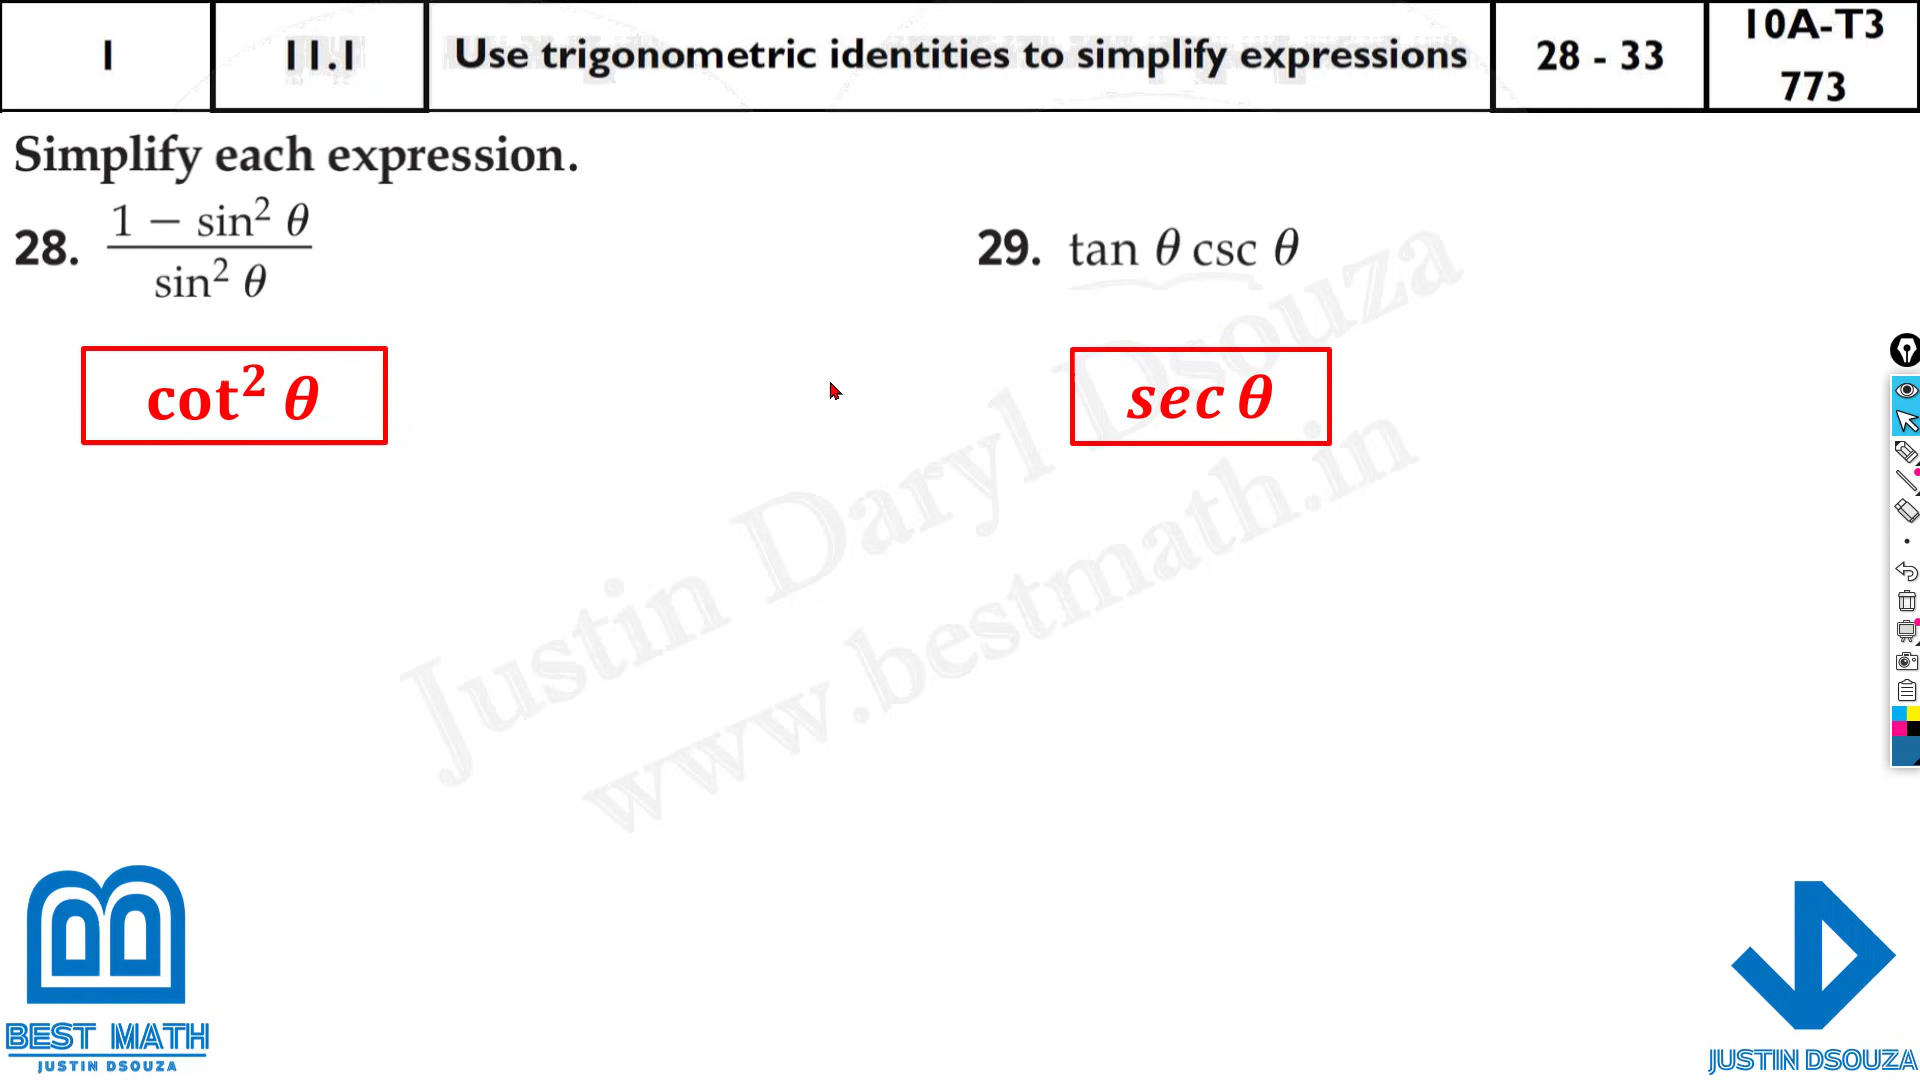 1 11.1 Use trigonometric identities to simplify expressions 28 - 33 10A-T3 773
Simplify each expression.
28. (1 − sin² θ) / (sin² θ)
29. tan θ csc θ
cot² θ
sec θ
Justin Daryl Dsouza
www.bestmath.in
BEST MATH
JUSTIN DSOUZA
JUSTIN DSOUZA